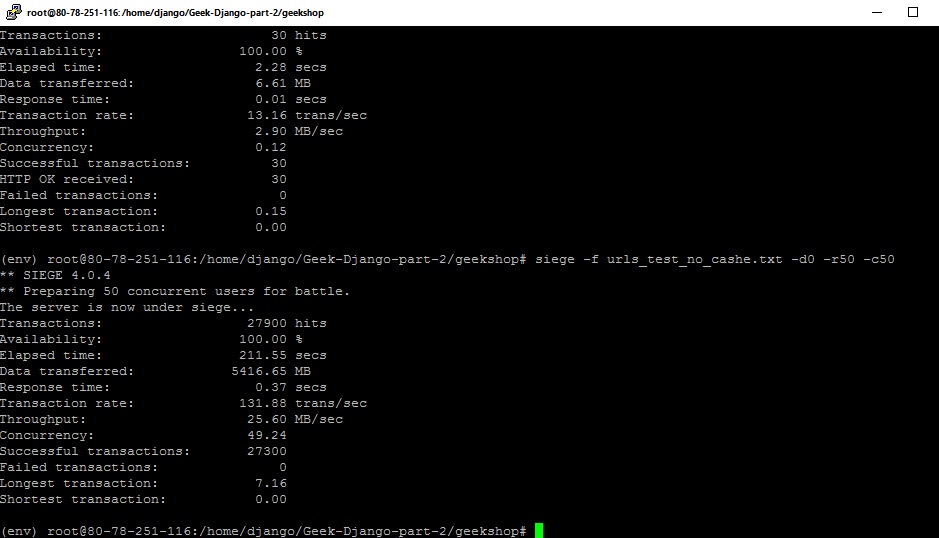 root@80-78-251-116:/home/django/Geek-Django-part-2/geekshop
Transactions: 30 hits
Availability: 100.00 %
Elapsed time: 2.28 secs
Data transferred: 6.61 MB
Response time: 0.01 secs
Transaction rate: 13.16 trans/sec
Throughput: 2.90 MB/sec
Concurrency: 0.12
Successful transactions: 30
HTTP OK received: 30
Failed transactions: 0
Longest transaction: 0.15
Shortest transaction: 0.00
(env) root@80-78-251-116:/home/django/Geek-Django-part-2/geekshop# siege -f urls_test_no_cashe.txt -d0 -r50 -c50
** SIEGE 4.0.4
** Preparing 50 concurrent users for battle.
The server is now under siege...
Transactions: 27900 hits
Availability: 100.00 %
Elapsed time: 211.55 secs
Data transferred: 5416.65 MB
Response time: 0.37 secs
Transaction rate: 131.88 trans/sec
Throughput: 25.60 MB/sec
Concurrency: 49.24
Successful transactions: 27300
Failed transactions: 0
Longest transaction: 7.16
Shortest transaction: 0.00
(env) root@80-78-251-116:/home/django/Geek-Django-part-2/geekshop#